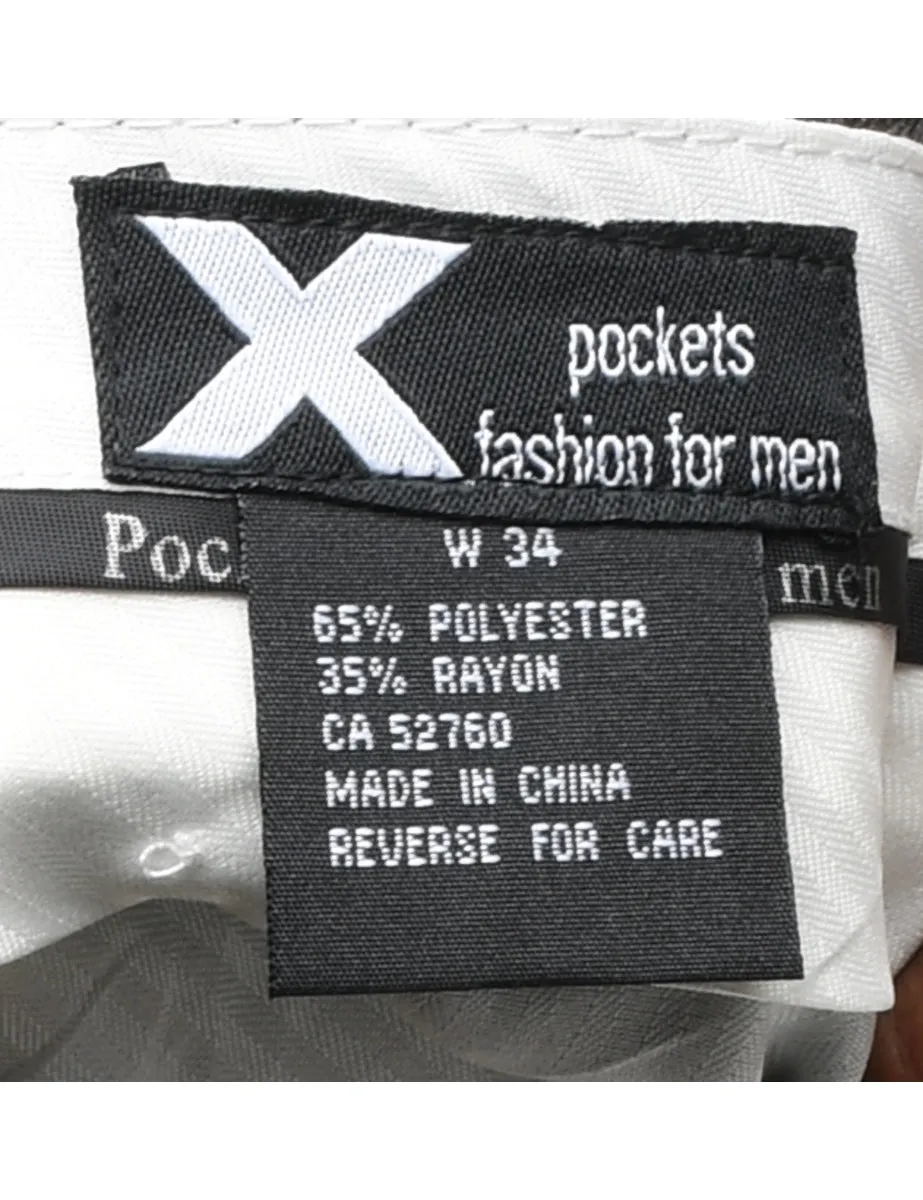 X
pockets
fashion for men
Poc
men
W 34
65% POLYESTER
35% RAYON
CA 52760
MADE IN CHINA
REVERSE FOR CARE